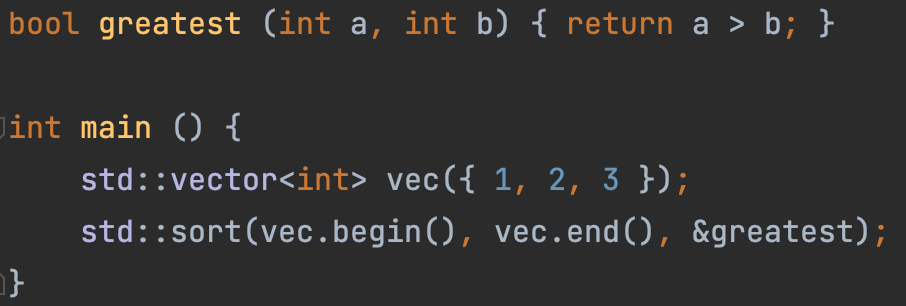 bool greatest (int a, int b) { return a > b; }
int main () {
std::vector<int> vec({ 1, 2, 3 });
std::sort(vec.begin(), vec.end(), &greatest);
}